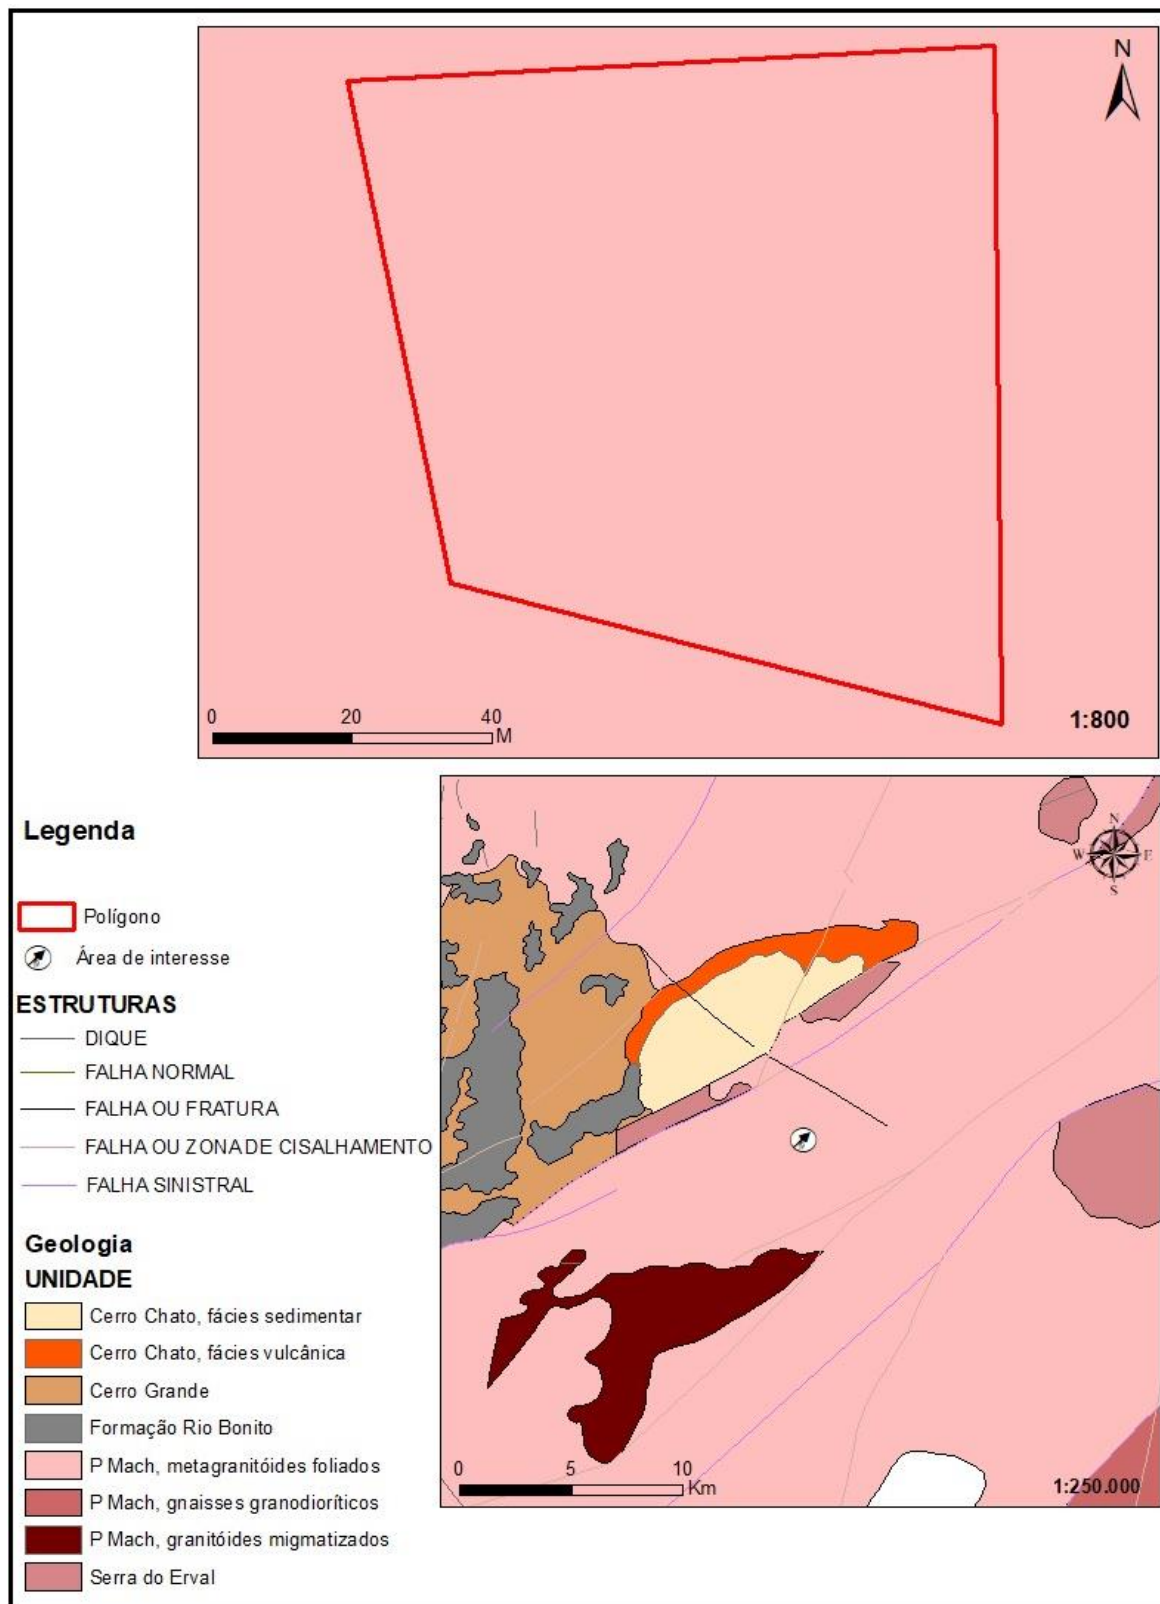 N
0 20 40
M
1:800
Legenda
Polígono
Área de interesse
ESTRUTURAS
DIQUE
FALHA NORMAL
FALHA OU FRATURA
FALHA OU ZONA DE CISALHAMENTO
FALHA SINISTRAL
Geologia
UNIDADE
Cerro Chato, fácies sedimentar
Cerro Chato, fácies vulcânica
Cerro Grande
Formação Rio Bonito
P Mach, metagranitóides foliados
P Mach, gnaisses granodioríticos
P Mach, granitóides migmatizados
Serra do Erval
N
W E
S
0 5 10
Km
1:250.000